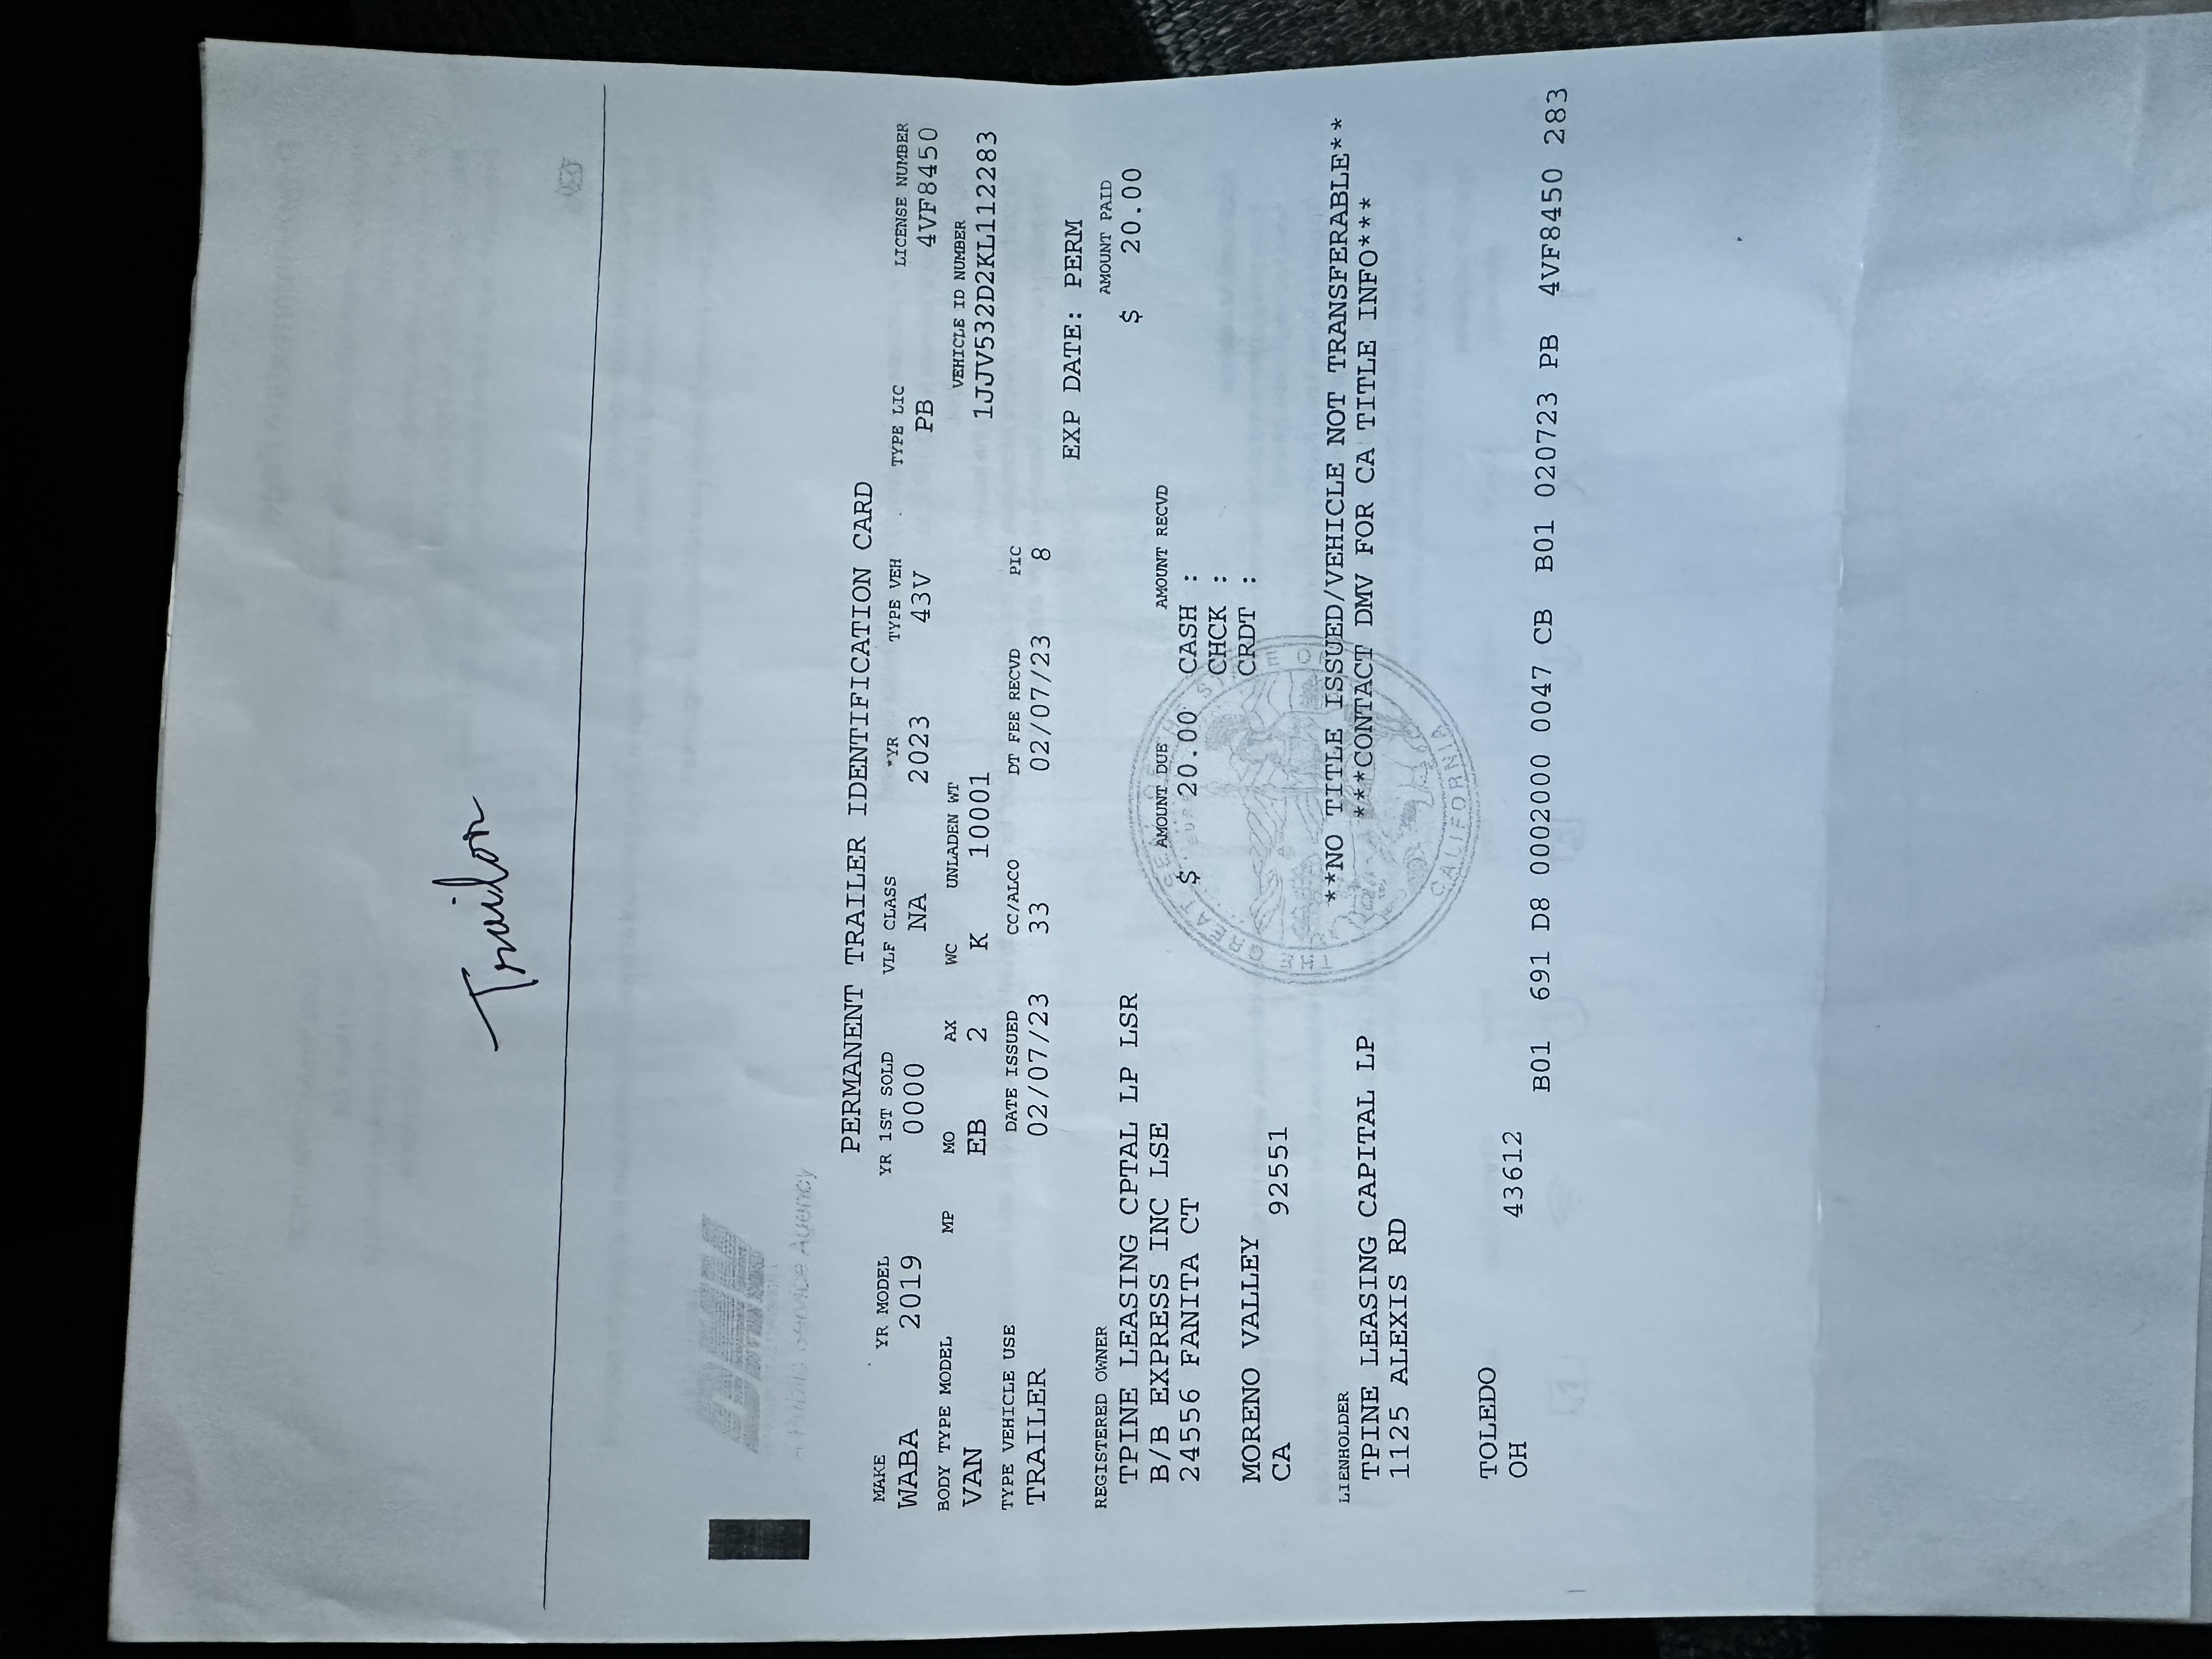 Trailor
DMV
A Public Service Agency
PERMANENT TRAILER IDENTIFICATION CARD
MAKE YR MODEL YR 1ST SOLD VLF CLASS *YR TYPE VEH TYPE LIC LICENSE NUMBER
WABA 2019 0000 NA 2023 43V PB 4VF8450
BODY TYPE MODEL MP MO AX WC UNLADEN WT VEHICLE ID NUMBER
VAN EB 2 K 10001 1JJV532D2KL112283
TYPE VEHICLE USE DATE ISSUED CC/ALCO DT FEE RECVD PIC
TRAILER 02/07/23 33 02/07/23 8
EXP DATE: PERM
REGISTERED OWNER AMOUNT PAID
TPINE LEASING CPTAL LP LSR $ 20.00
B/B EXPRESS INC LSE AMOUNT DUE AMOUNT RECVD
24556 FANITA CT $ 20.00 CASH :
CHCK :
MORENO VALLEY CRDT :
CA 92551
LIENHOLDER **NO TITLE ISSUED/VEHICLE NOT TRANSFERABLE**
TPINE LEASING CAPITAL LP ***CONTACT DMV FOR CA TITLE INFO***
1125 ALEXIS RD
THE GREAT SEAL OF THE STATE OF CALIFORNIA
TOLEDO
OH 43612
B01 691 D8 0002000 0047 CB B01 020723 PB 4VF8450 283